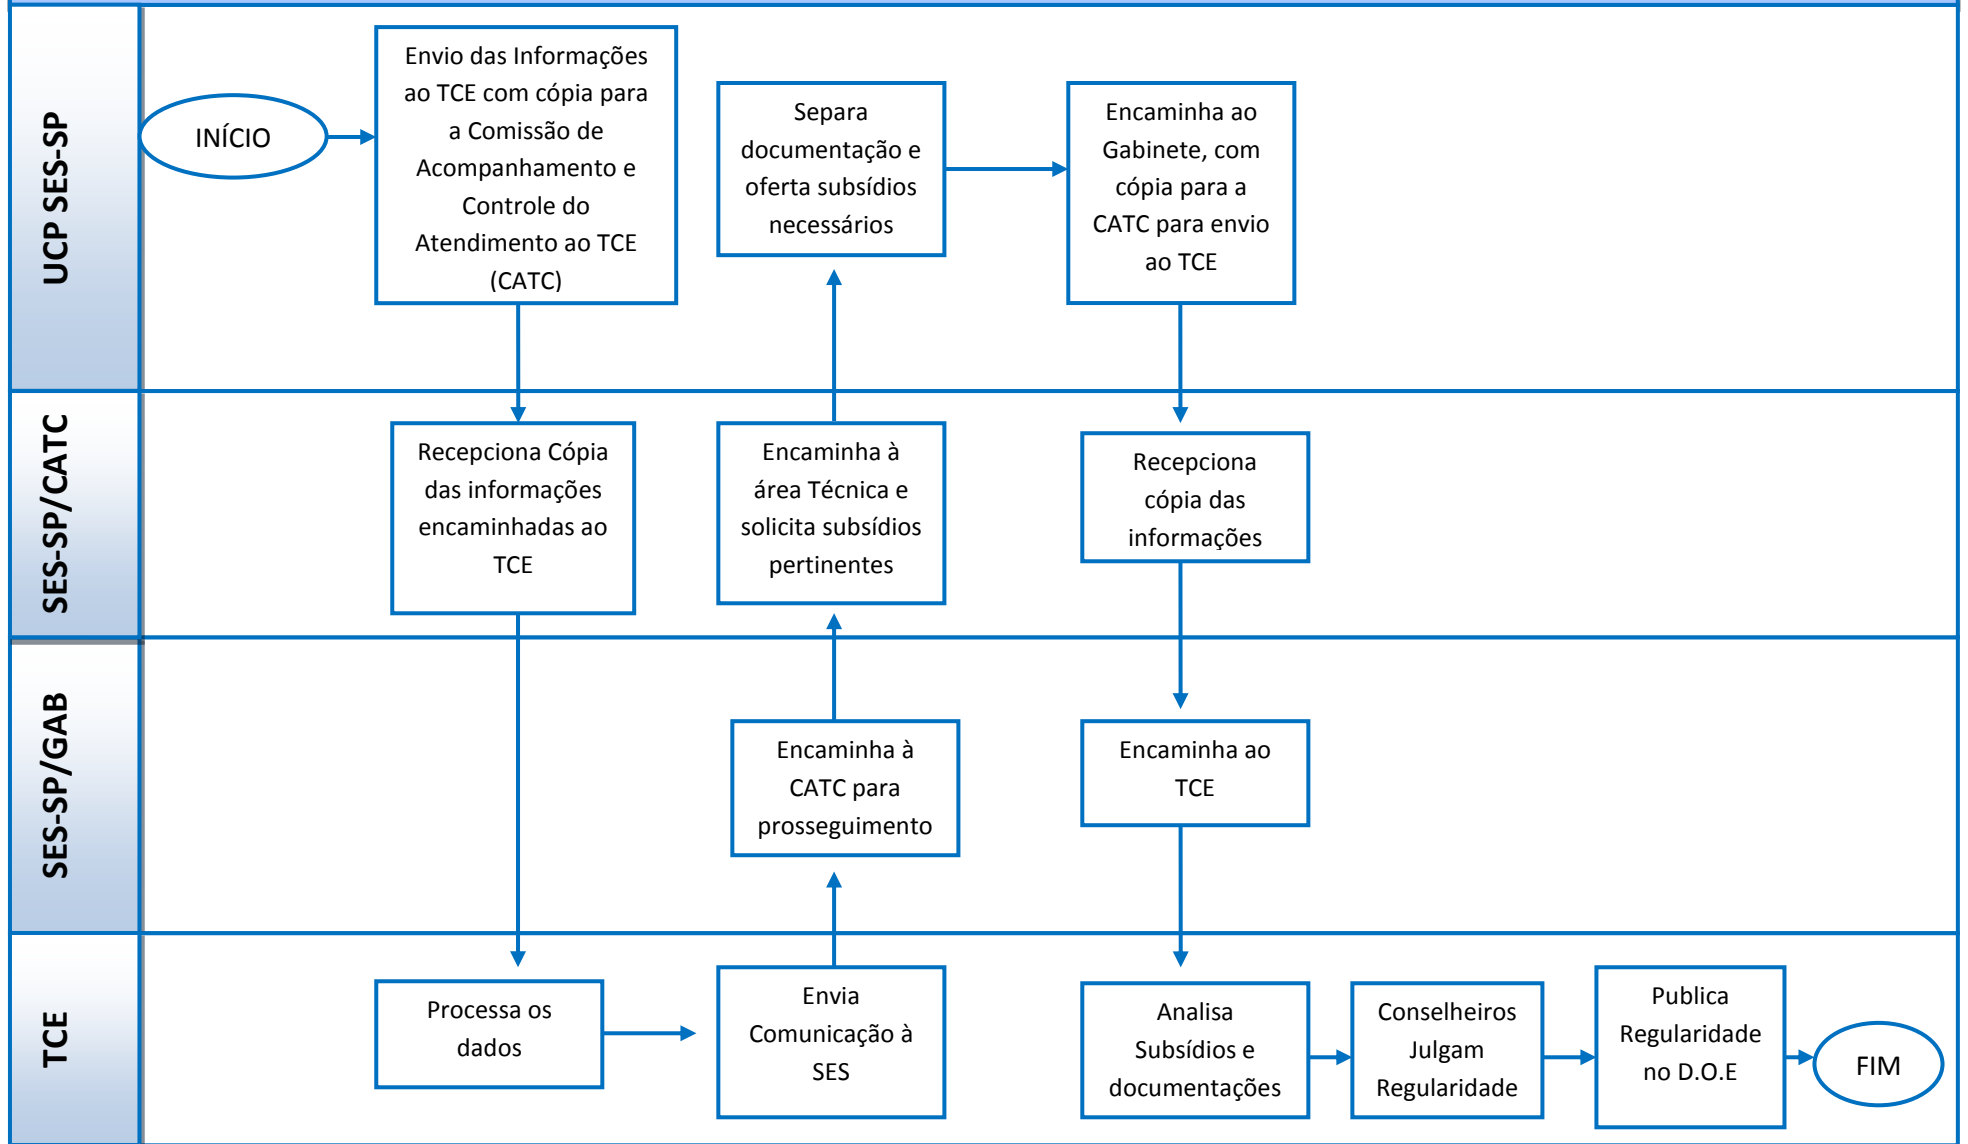 UCP SES-SP
INÍCIO
Envio das Informações
ao TCE com cópia para
a Comissão de
Acompanhamento e
Controle do
Atendimento ao TCE
(CATC)
Separa
documentação e
oferta subsídios
necessários
Encaminha ao
Gabinete, com
cópia para a
CATC para envio
ao TCE
SES-SP/CATC
Recepciona Cópia
das informações
encaminhadas ao
TCE
Encaminha à
área Técnica e
solicita subsídios
pertinentes
Recepciona
cópia das
informações
SES-SP/GAB
Encaminha à
CATC para
prosseguimento
Encaminha ao
TCE
TCE
Processa os
dados
Envia
Comunicação à
SES
Analisa
Subsídios e
documentações
Conselheiros
Julgam
Regularidade
Publica
Regularidade
no D.O.E
FIM